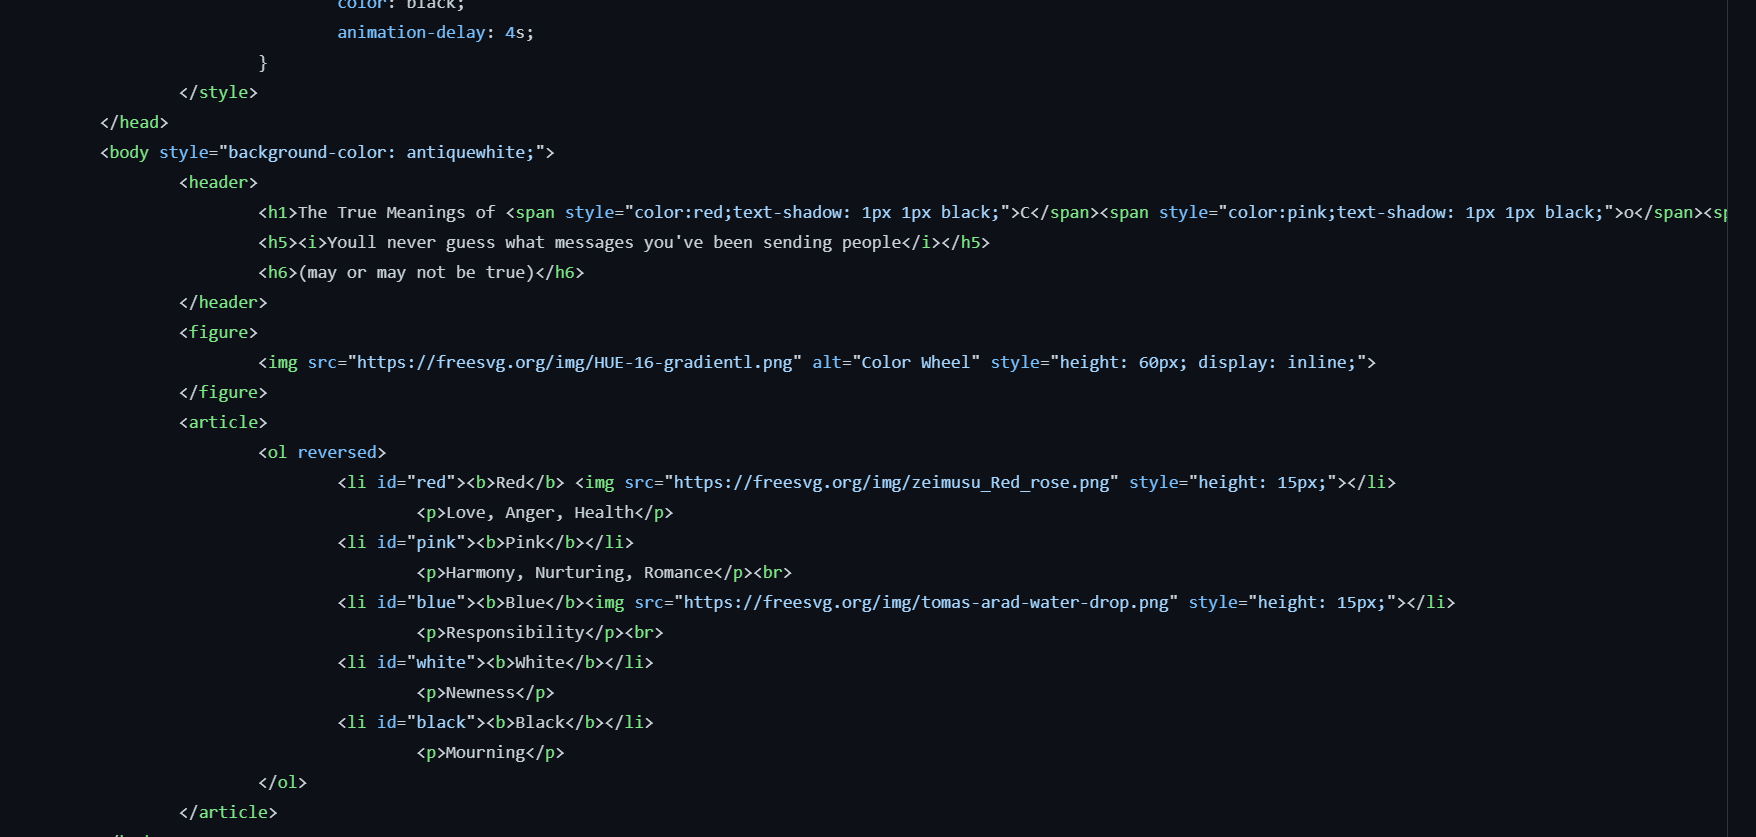 color: black;
animation-delay: 4s;
}
</style>
</head>
<body style="background-color: antiquewhite;">
<header>
<h1>The True Meanings of <span style="color:red;text-shadow: 1px 1px black;">C</span><span style="color:pink;text-shadow: 1px 1px black;">o</span><sp
<h5><i>Youll never guess what messages you've been sending people</i></h5>
<h6>(may or may not be true)</h6>
</header>
<figure>
<img src="https://freesvg.org/img/HUE-16-gradientl.png" alt="Color Wheel" style="height: 60px; display: inline;">
</figure>
<article>
<ol reversed>
<li id="red"><b>Red</b> <img src="https://freesvg.org/img/zeimusu_Red_rose.png" style="height: 15px;"></li>
<p>Love, Anger, Health</p>
<li id="pink"><b>Pink</b></li>
<p>Harmony, Nurturing, Romance</p><br>
<li id="blue"><b>Blue</b><img src="https://freesvg.org/img/tomas-arad-water-drop.png" style="height: 15px;"></li>
<p>Responsibility</p><br>
<li id="white"><b>White</b></li>
<p>Newness</p>
<li id="black"><b>Black</b></li>
<p>Mourning</p>
</ol>
</article>